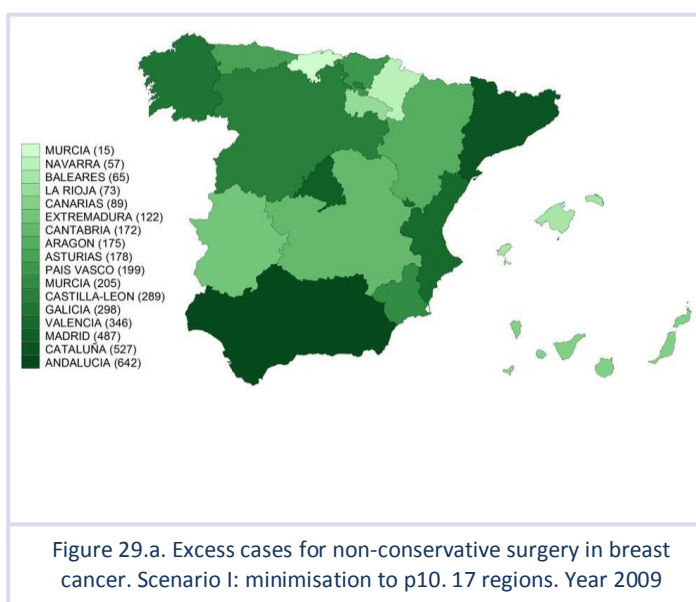 MURCIA (15)
NAVARRA (57)
BALEARES (65)
LA RIOJA (73)
CANARIAS (89)
EXTREMADURA (122)
CANTABRIA (172)
ARAGON (175)
ASTURIAS (178)
PAIS VASCO (199)
MURCIA (205)
CASTILLA-LEON (289)
GALICIA (298)
VALENCIA (346)
MADRID (487)
CATALUÑA (527)
ANDALUCIA (642)
Figure 29.a. Excess cases for non-conservative surgery in breast
cancer. Scenario I: minimisation to p10. 17 regions. Year 2009